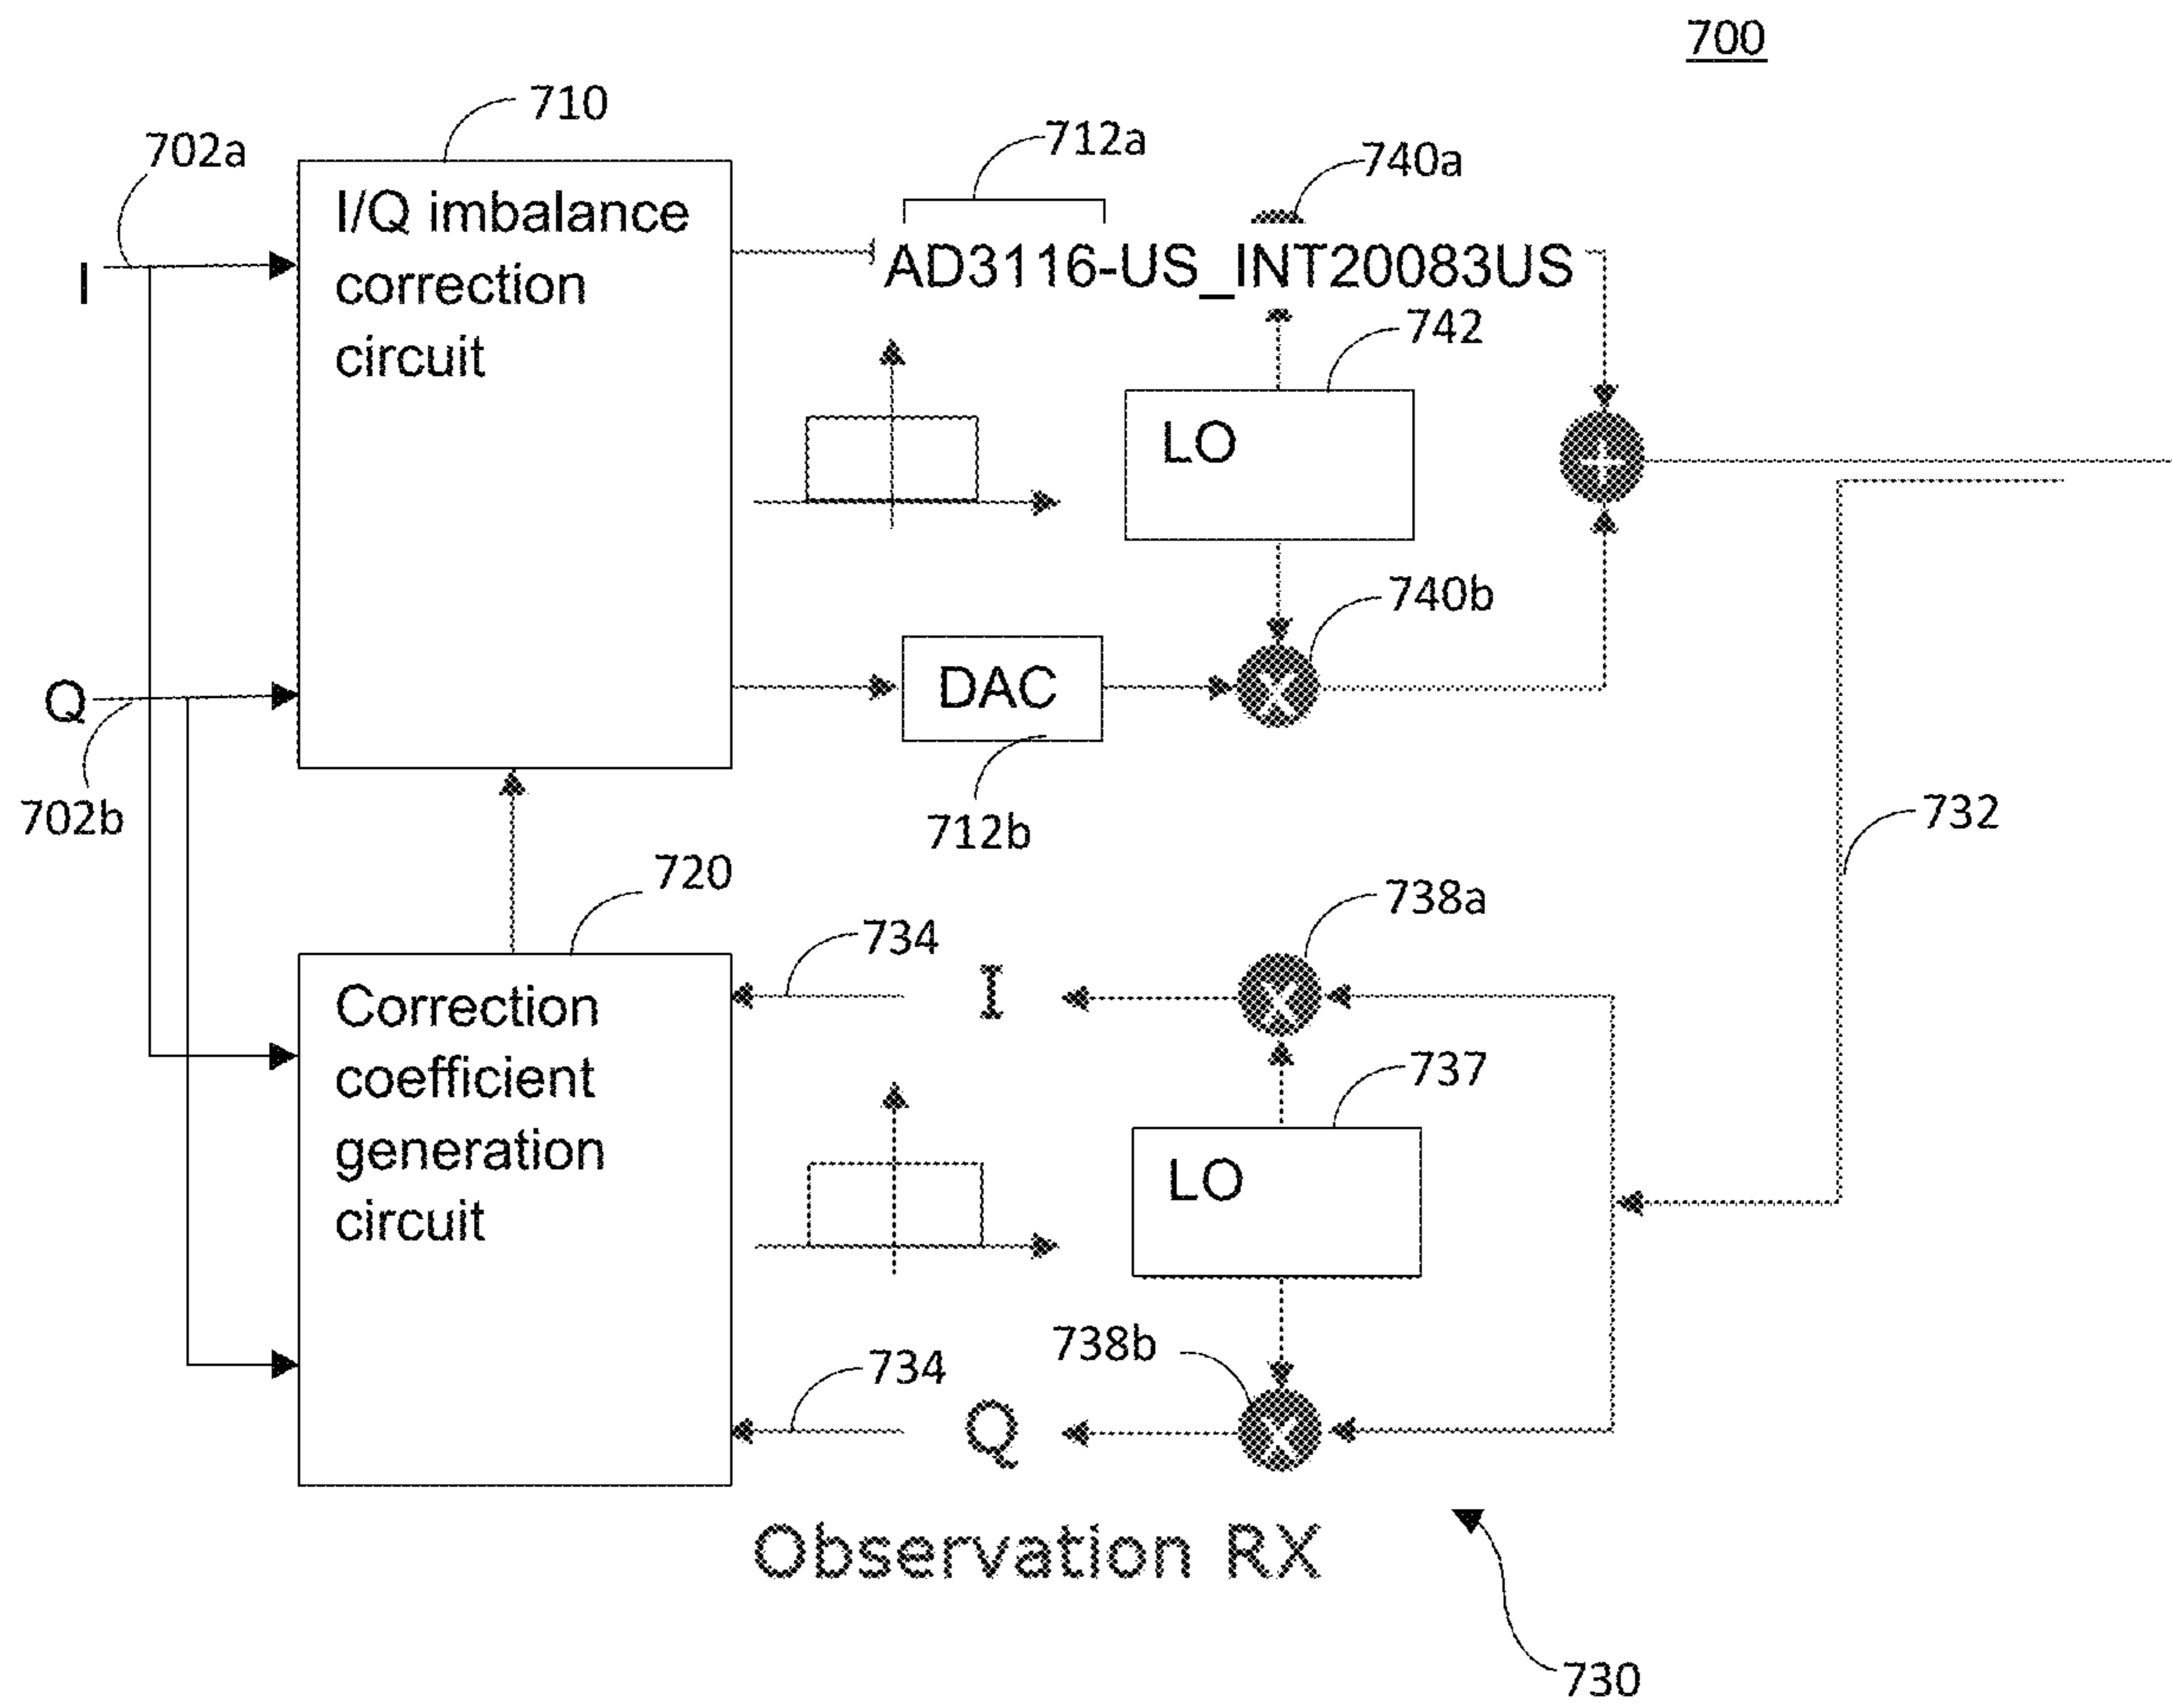 700
710
702a
712a
740a
I/Q imbalance
correction
circuit
I
AD3116-US_INT20083US
742
LO
740b
Q
DAC
702b
712b
732
720
738a
734
I
Correction
coefficient
generation
circuit
737
LO
738b
734
Q
Observation RX
730